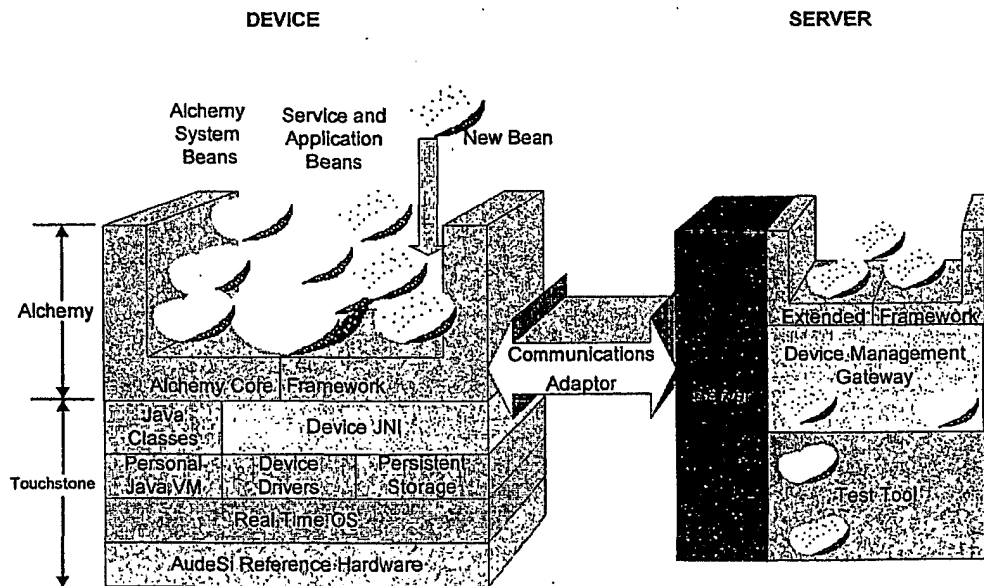 DEVICE
SERVER
Alchemy
System
Beans
Service and
Application
Beans
New Bean
Alchemy
Alchemy Core Framework
Communications
Adaptor
Extended Framework
Device Management
Gateway
Test Tool
Touchstone
Java
Classes
Device JNI
Personal
Java VM
Device
Drivers
Persistent
Storage
Real Time OS
AudeSi Reference Hardware